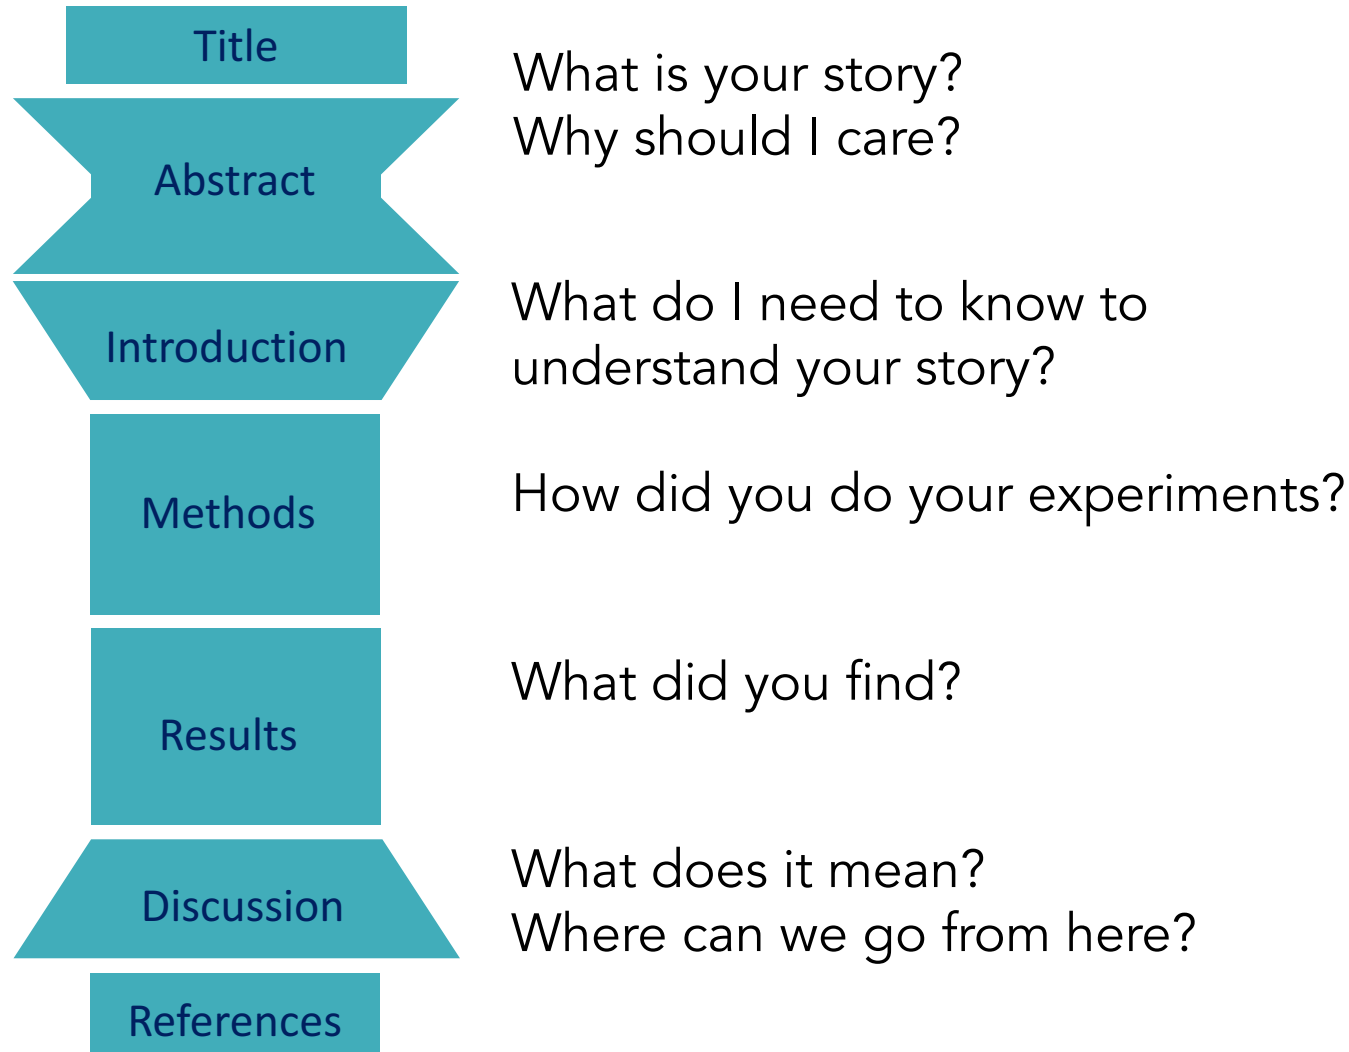 Title
What is your story?
Why should I care?
Abstract
Introduction
What do I need to know to
understand your story?
Methods
How did you do your experiments?
Results
What did you find?
Discussion
What does it mean?
Where can we go from here?
References